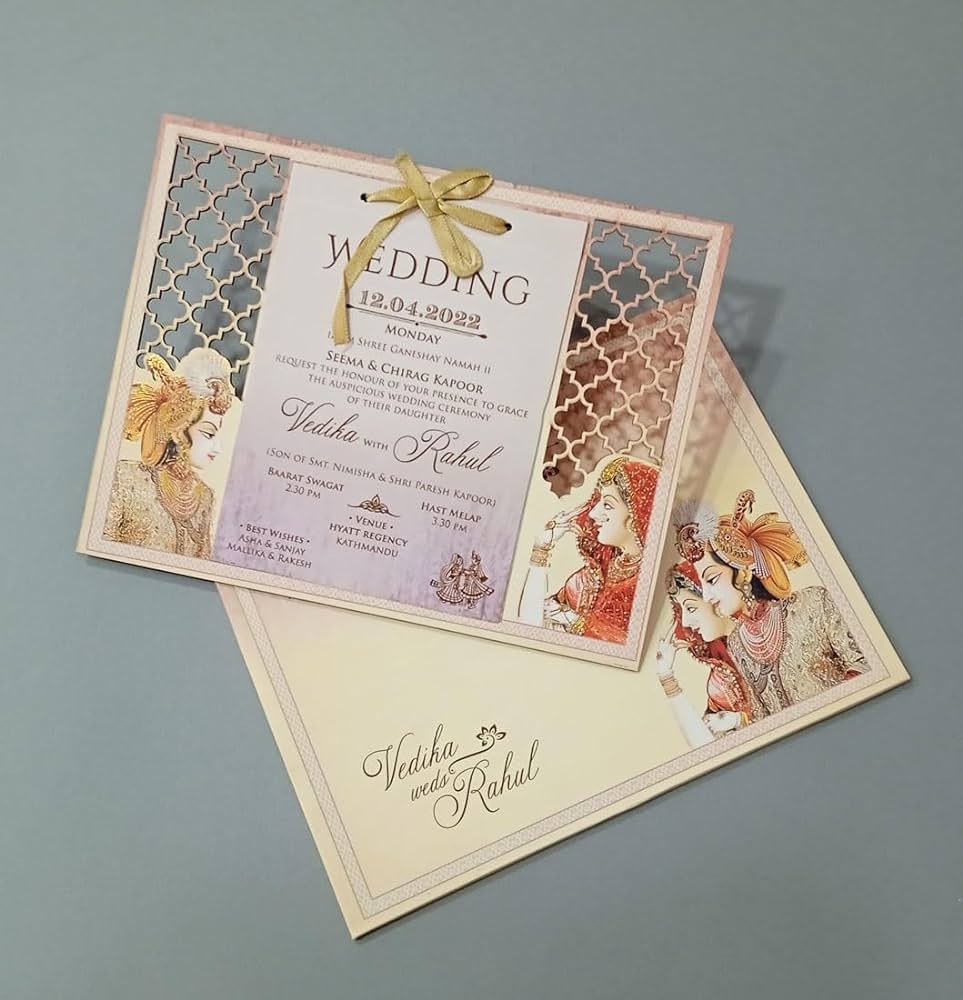 WEDDING
12.04.2022
MONDAY
SHREE GANESHAY NAMAH II
SEEMA & CHIRAG KAPOOR
REQUEST THE HONOUR OF YOUR PRESENCE TO GRACE
THE AUSPICIOUS WEDDING CEREMONY
OF THEIR DAUGHTER
Vedika WITH Rahul
(SON OF SMT. NIMISHA & SHRI PARESH KAPOOR)
BAARAT SWAGAT
2.30 PM
HAST MELAP
3.30 PM
• VENUE •
HYATT REGENCY
KATHMANDU
• BEST WISHES •
ASHA & SANJAY
MALLIKA & RAKESH
Vedika
weds
Rahul